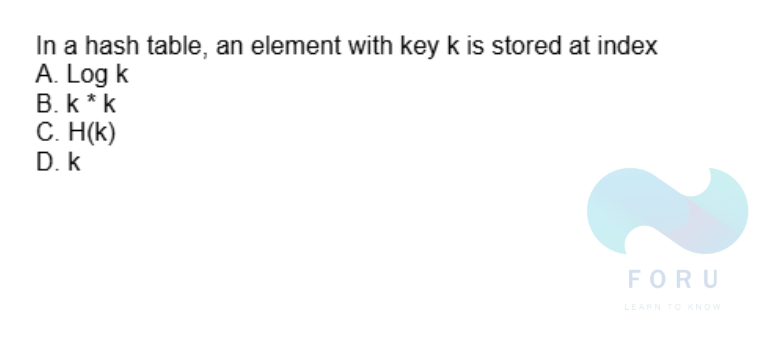 In a hash table, an element with key k is stored at index
A. Log k
B. k * k
C. H(k)
D. k
FORU
LEARN TO KNOW